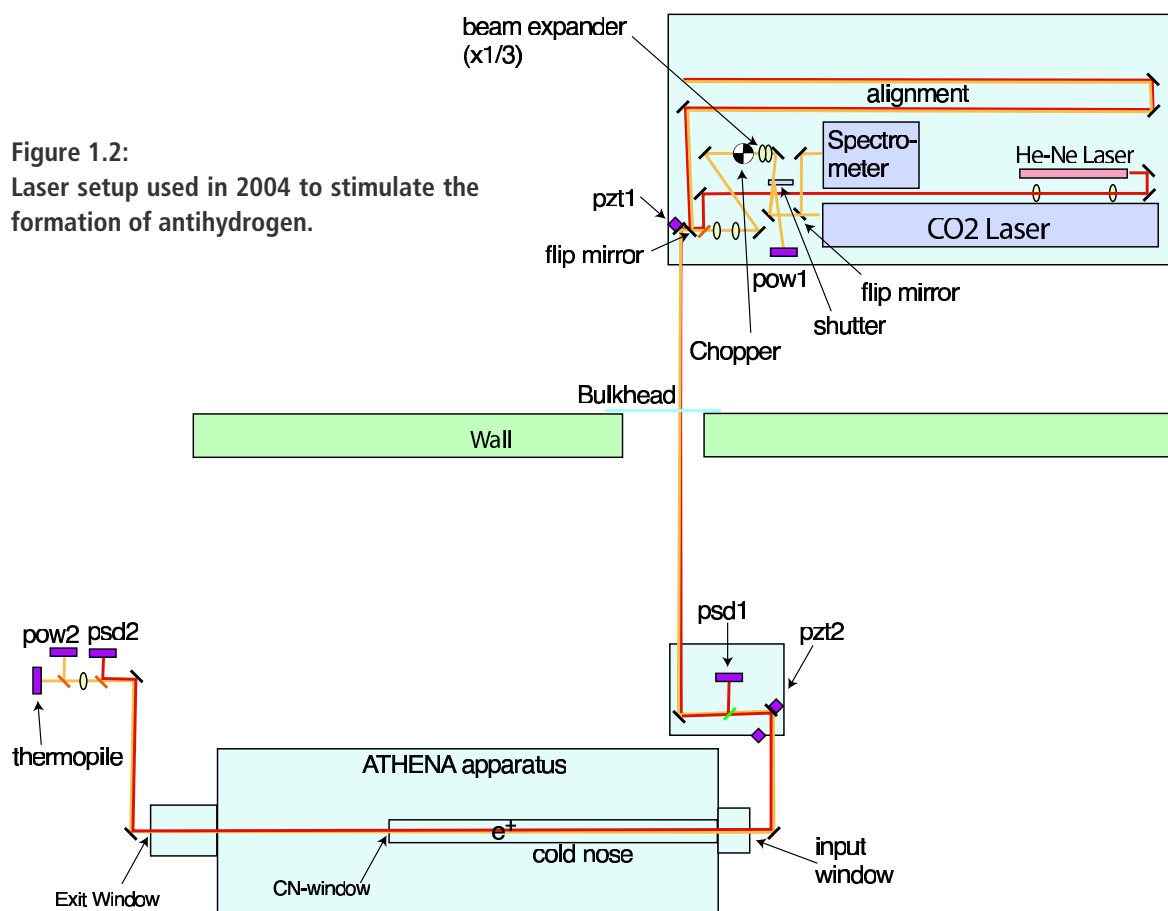 beam expander
(x1/3)
alignment
Figure 1.2:
Laser setup used in 2004 to stimulate the
formation of antihydrogen.
Spectro-
meter
He-Ne Laser
pzt1
CO2 Laser
flip mirror
pow1
flip mirror
shutter
Chopper
Bulkhead
Wall
psd1
pow2
psd2
pzt2
thermopile
ATHENA apparatus
e+
cold nose
input
window
CN-window
Exit Window